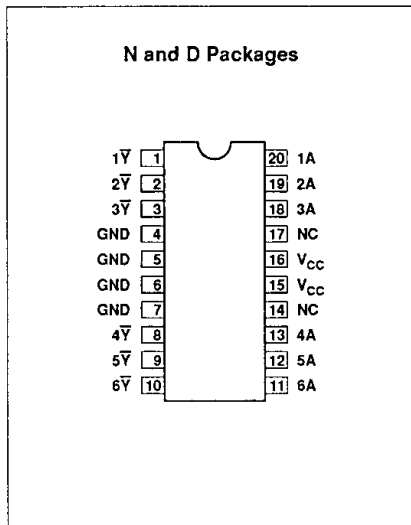 N and D Packages
1Y̅ 1 20 1A
2Y̅ 2 19 2A
3Y̅ 3 18 3A
GND 4 17 NC
GND 5 16 VCC
GND 6 15 VCC
GND 7 14 NC
4Y̅ 8 13 4A
5Y̅ 9 12 5A
6Y̅ 10 11 6A